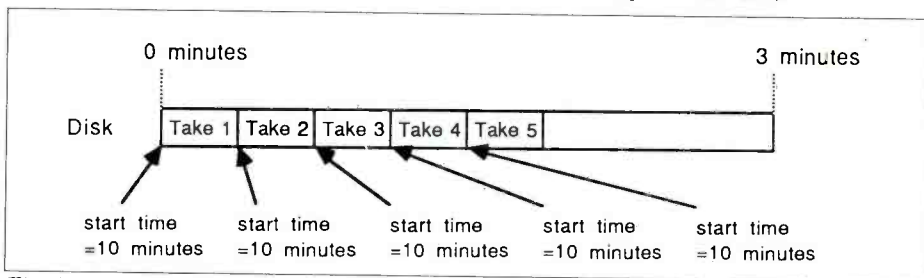 0 minutes
3 minutes
Disk
Take 1
Take 2
Take 3
Take 4
Take 5
start time
=10 minutes
start time
=10 minutes
start time
=10 minutes
start time
=10 minutes
start time
=10 minutes